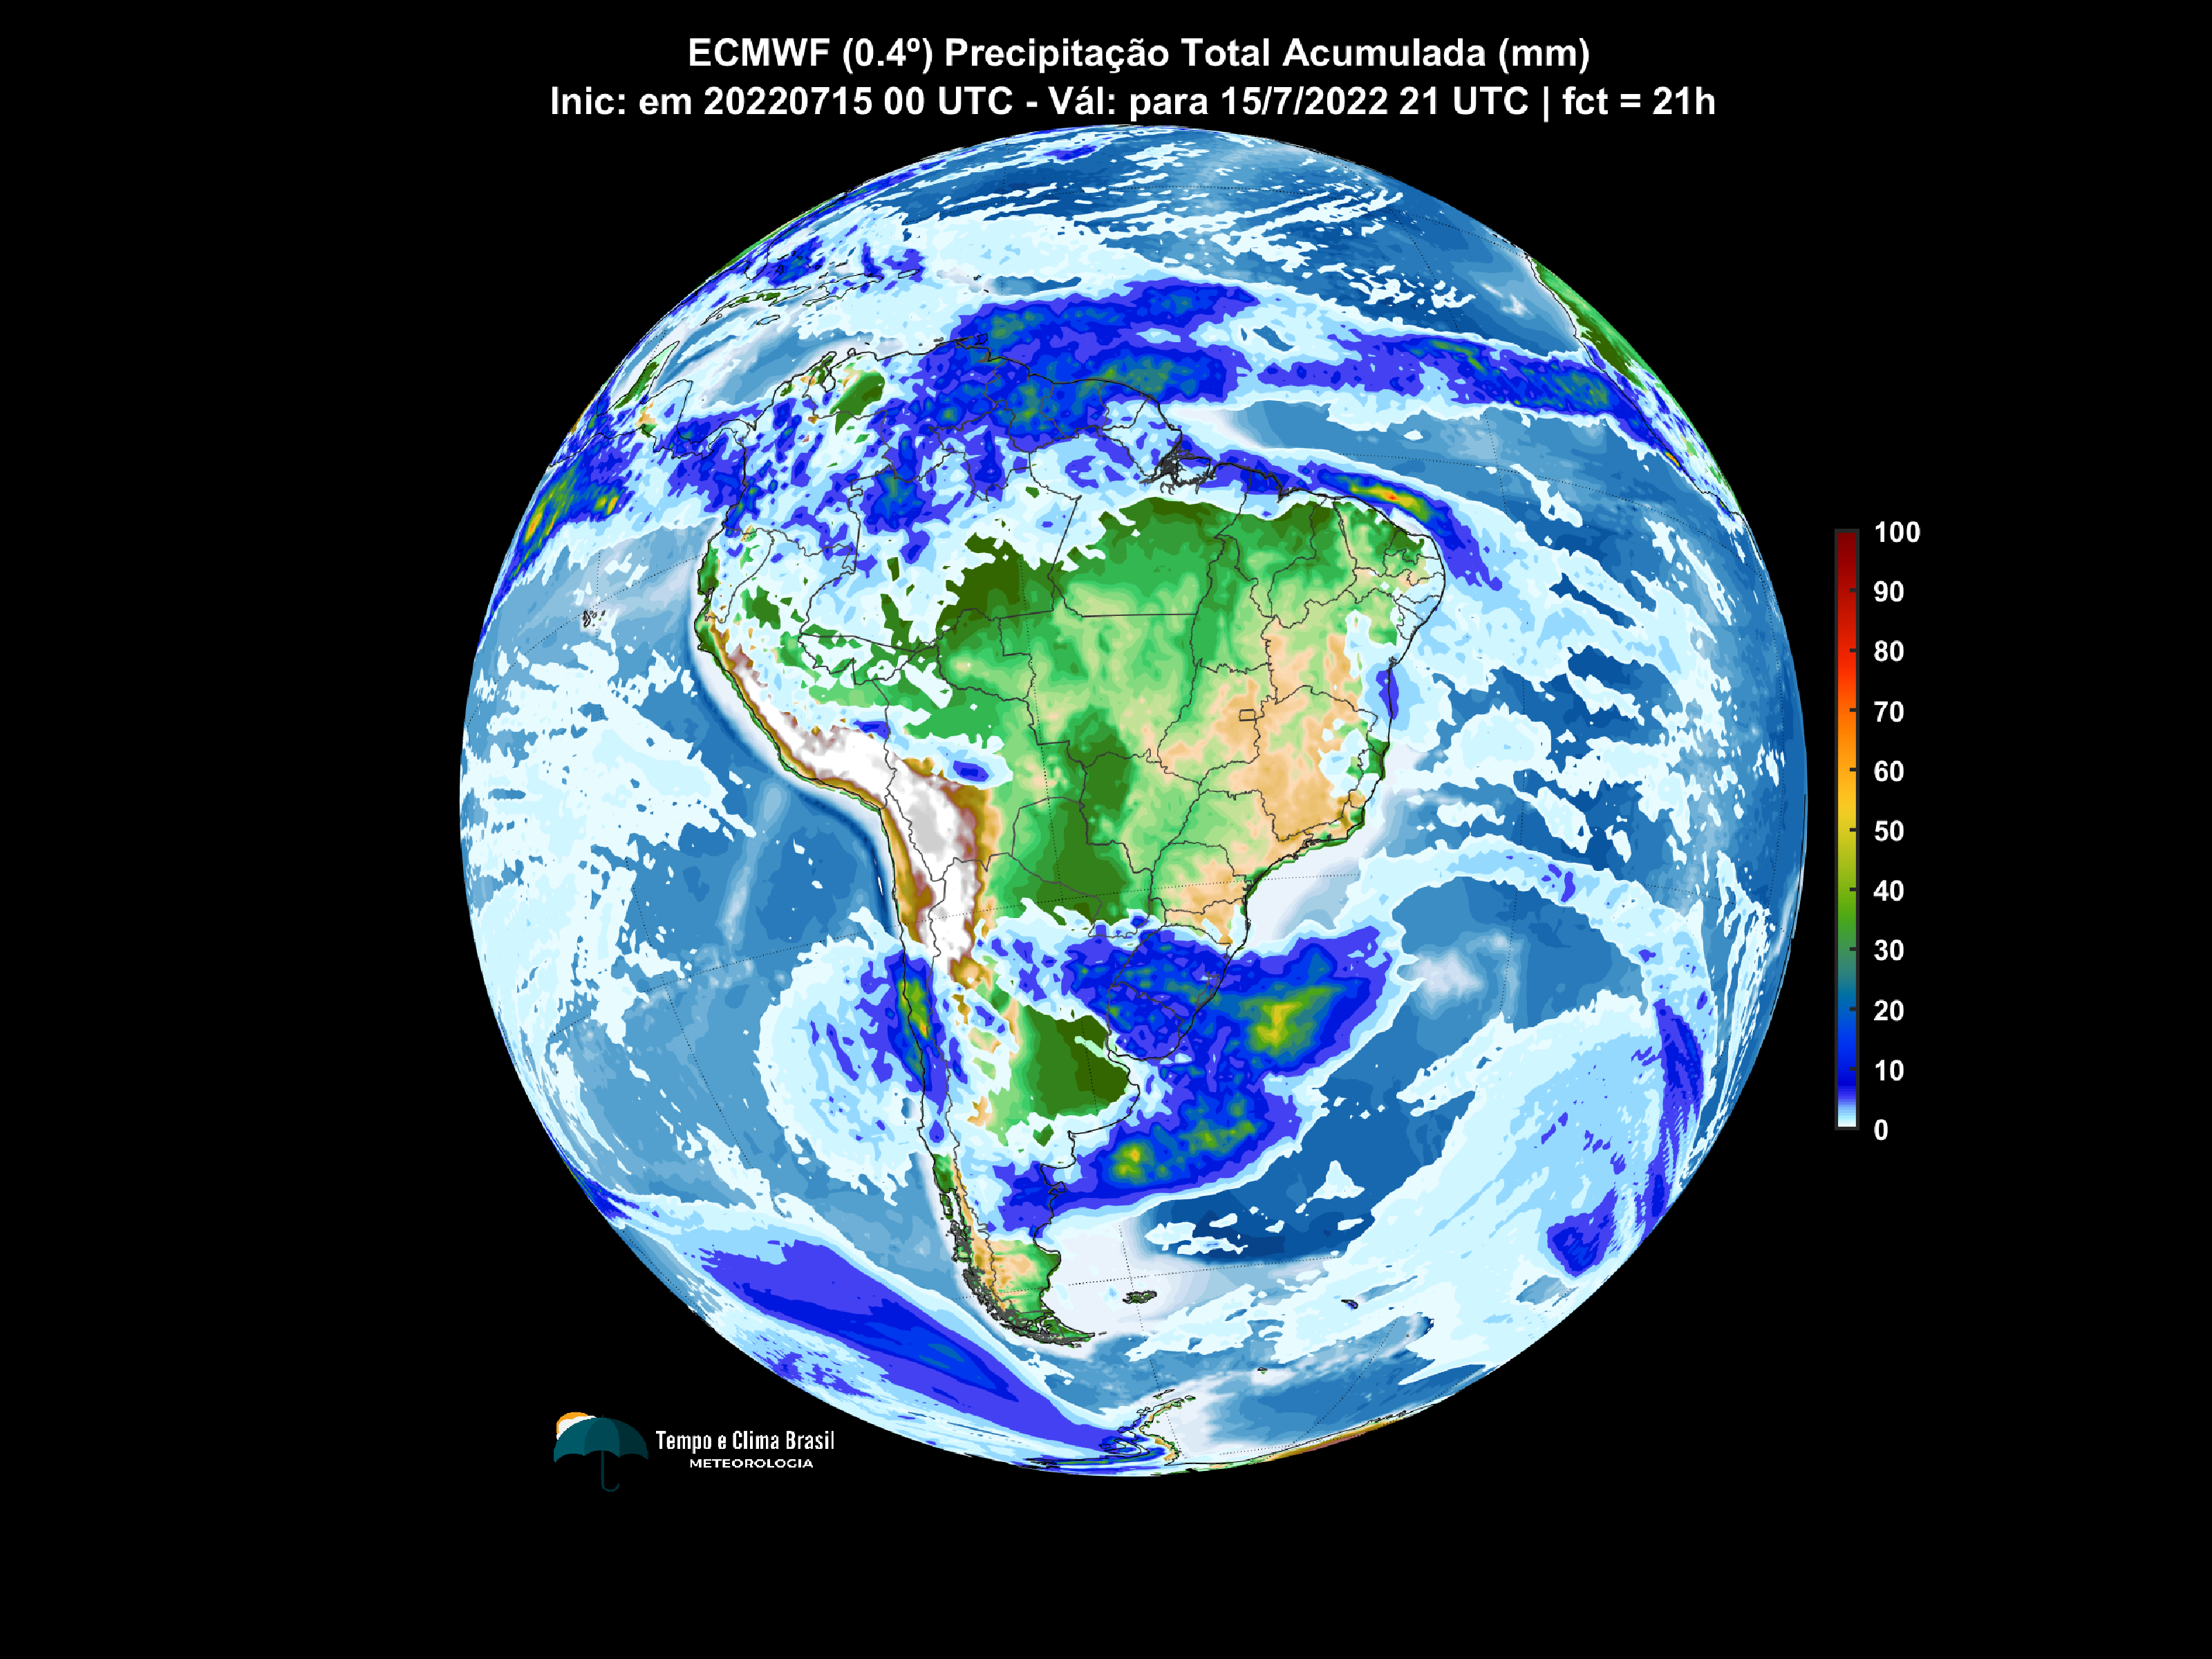 ECMWF (0.4º) Precipitação Total Acumulada (mm)
Inic: em 20220715 00 UTC - Vál: para 15/7/2022 21 UTC | fct = 21h
100
90
80
70
60
50
40
30
20
10
0
Tempo e Clima Brasil
METEOROLOGIA